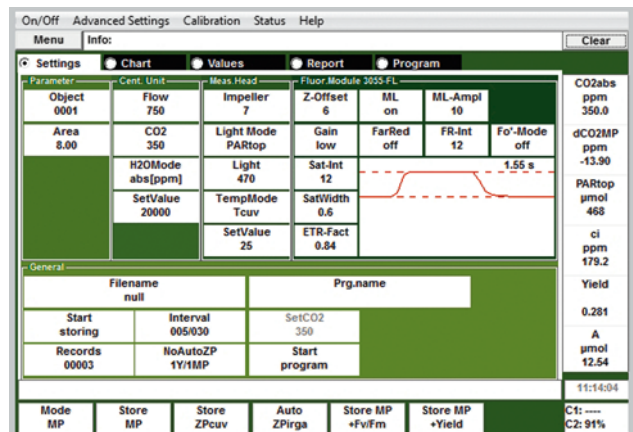 On/Off Advanced Settings Calibration Status Help
Menu Info: Clear
Settings Chart Values Report Program
Parameter Cent. Unit Meas.Head Fluor.Module 3055-FL
Object Flow Impeller Z-Offset ML ML-Ampl
0001 750 7 6 on 10
Area CO2 Light Mode Gain FarRed FR-Int Fo'-Mode
8.00 350 PARtop low off 12 off
H2OMode Light Sat-Int 1.55 s
abs[ppm] 470 12
SetValue TempMode SatWidth
20000 Tcuv 0.6
SetValue ETR-Fact
25 0.84
General
Filename Prg.name
null
Start Interval SetCO2
storing 005/030 350
Records NoAutoZP Start
00003 1Y/1MP program
CO2abs
ppm
350.0
dCO2MP
ppm
-13.90
PARtop
µmol
468
ci
ppm
179.2
Yield
0.281
A
µmol
12.54
11:14:04
Mode Store Store Auto Store MP Store MP C1: ----
MP MP ZPcuv ZPirga +Fv/Fm +Yield C2: 91%